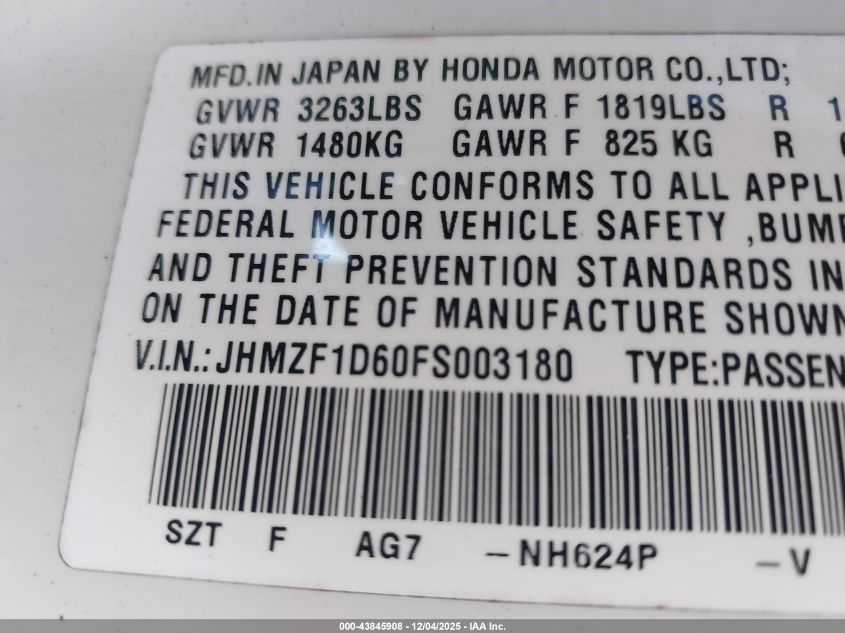 MFD.IN JAPAN BY HONDA MOTOR CO.,LTD;
GVWR 3263LBS GAWR F 1819LBS R 1
GVWR 1480KG GAWR F 825 KG R
THIS VEHICLE CONFORMS TO ALL APPLI
FEDERAL MOTOR VEHICLE SAFETY ,BUMP
AND THEFT PREVENTION STANDARDS IN
ON THE DATE OF MANUFACTURE SHOWN
V.I.N.:JHMZF1D60FS003180 TYPE:PASSEN
SZT F AG7 -NH624P -V
000-43845908 - 12/04/2025 - IAA Inc.